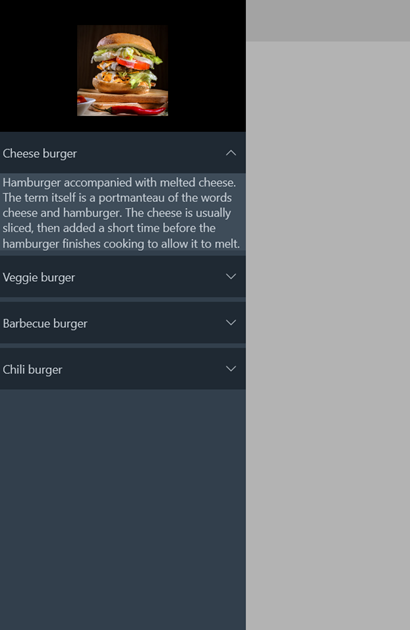 Cheese burger
Hamburger accompanied with melted cheese.
The term itself is a portmanteau of the words
cheese and hamburger. The cheese is usually
sliced, then added a short time before the
hamburger finishes cooking to allow it to melt.
Veggie burger
Barbecue burger
Chili burger